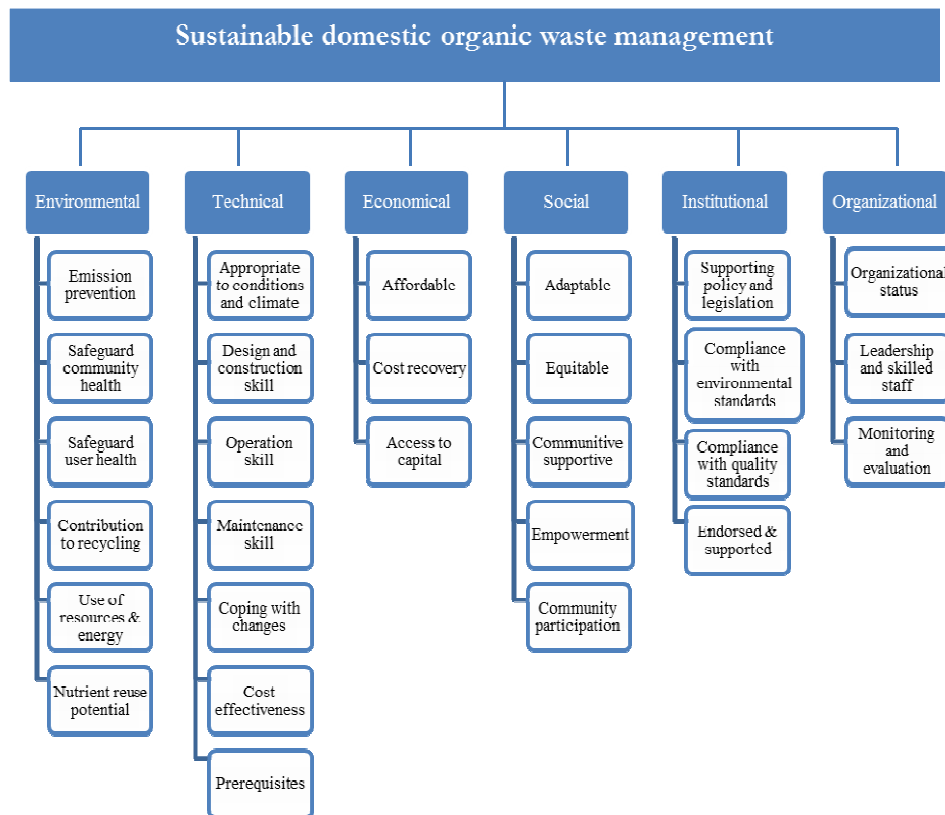 Sustainable domestic organic waste management
Environmental
Technical
Economical
Social
Institutional
Organizational
Emission
prevention
Safeguard
community
health
Safeguard
user health
Contribution
to recycling
Use of
resources &
energy
Nutrient reuse
potential
Appropriate
to conditions
and climate
Design and
construction
skill
Operation
skill
Maintenance
skill
Coping with
changes
Cost
effectiveness
Prerequisites
Affordable
Cost recovery
Access to
capital
Adaptable
Equitable
Communitive
supportive
Empowerment
Community
participation
Supporting
policy and
legislation
Compliance
with
environmental
standards
Compliance
with quality
standards
Endorsed &
supported
Organizational
status
Leadership
and skilled
staff
Monitoring
and
evaluation